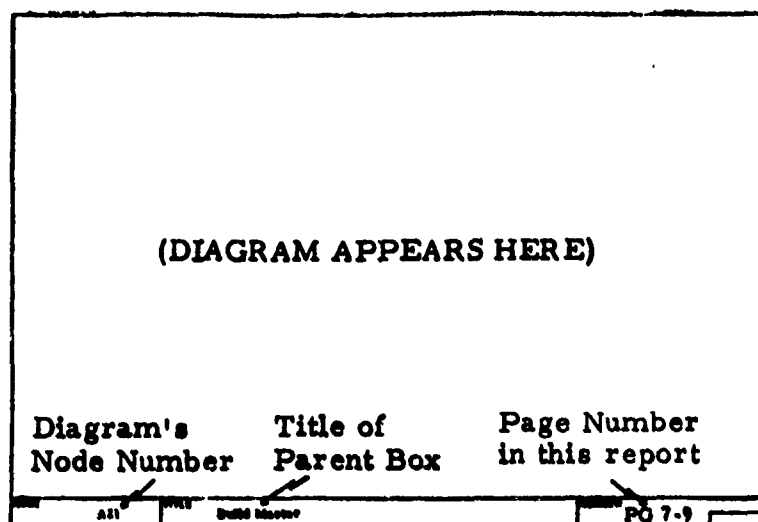 (DIAGRAM APPEARS HERE)
Diagram's Title of Page Number
Node Number Parent Box in this report
A11 Build Master PG 7-9